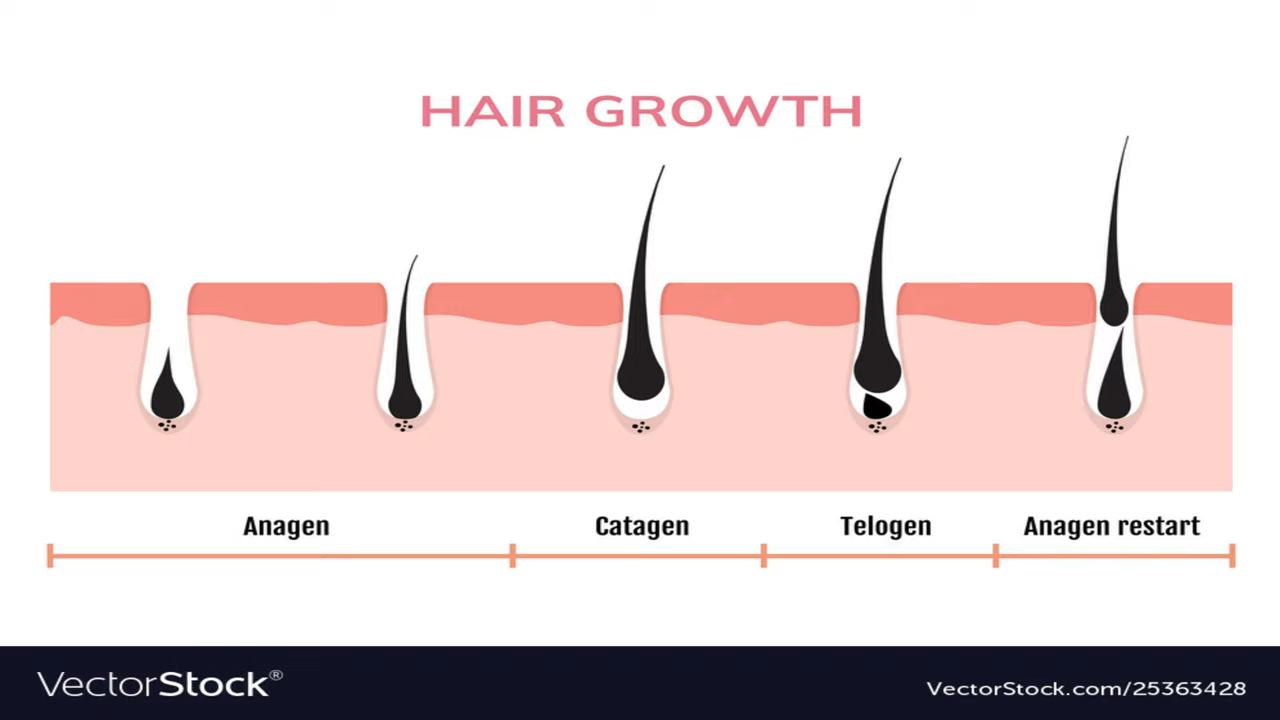 HAIR GROWTH
Anagen
Catagen
Telogen
Anagen restart
VectorStock®
VectorStock.com/25363428